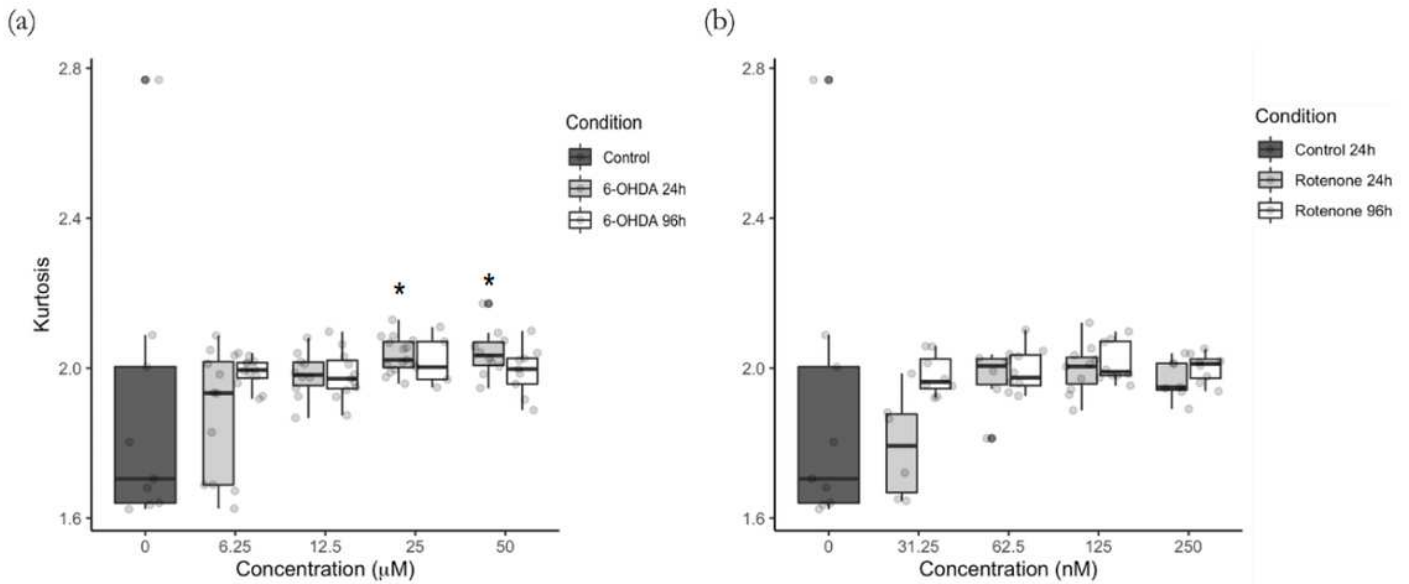 (a)
Kurtosis
2.8
2.4
2.0
1.6
* *
0 6.25 12.5 25 50
Concentration (μM)
Condition
Control
6-OHDA 24h
6-OHDA 96h
(b)
2.8
2.4
2.0
1.6
0 31.25 62.5 125 250
Concentration (nM)
Condition
Control 24h
Rotenone 24h
Rotenone 96h